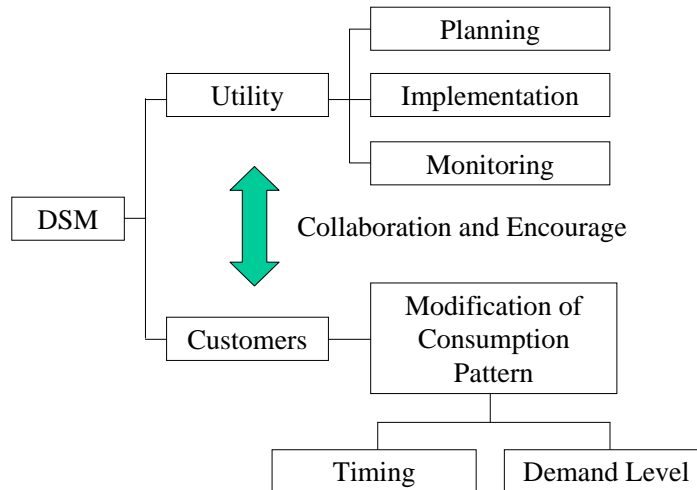 Planning
Utility
Implementation
Monitoring
DSM
Collaboration and Encourage
Customers
Modification of
Consumption
Pattern
Timing
Demand Level